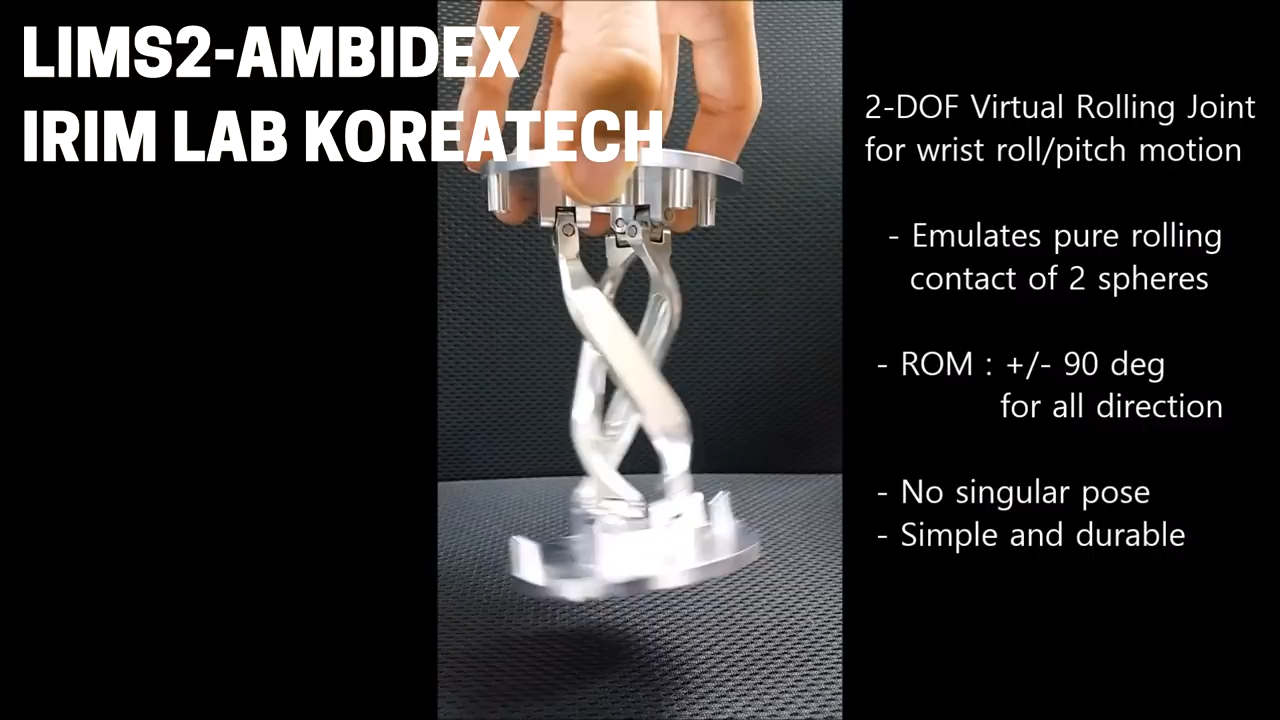 LIMS2-AMBIDEX
IRIM LAB KOREATECH
2-DOF Virtual Rolling Joint
for wrist roll/pitch motion
- Emulates pure rolling
contact of 2 spheres
- ROM : +/- 90 deg
for all direction
- No singular pose
- Simple and durable